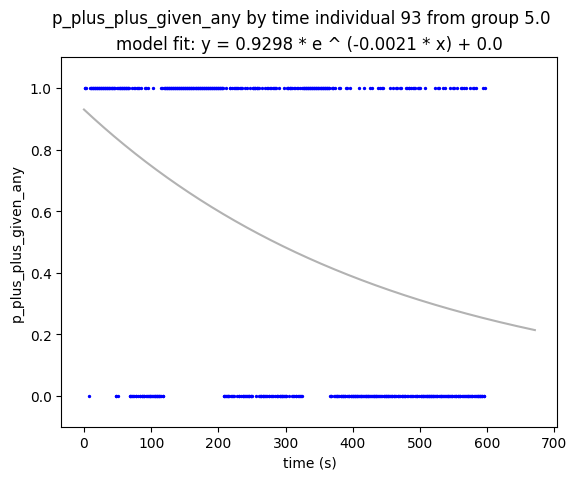 p_plus_plus_given_any by time individual 93 from group 5.0
model fit: y = 0.9298 * e ^ (-0.0021 * x) + 0.0
1.0
0.8
0.6
0.4
0.2
0.0
p_plus_plus_given_any
0 100 200 300 400 500 600 700
time (s)